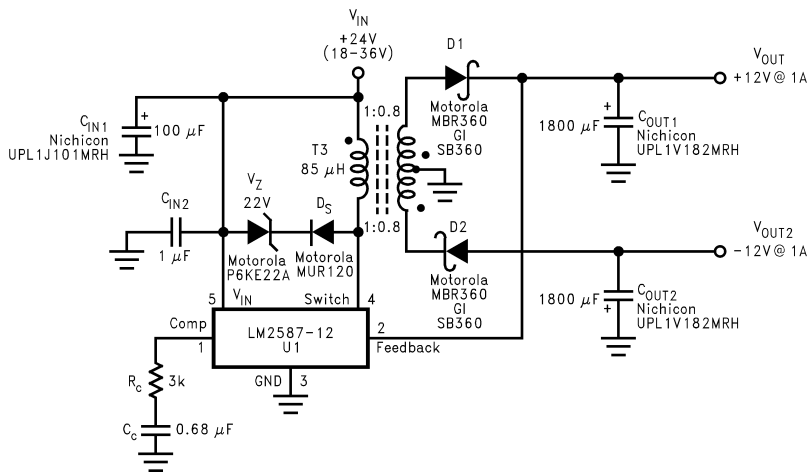 V_IN
+24V
(18-36V)
D1
V_OUT
+12V@ 1A
C_IN1
Nichicon
UPL1J101MRH
+
100 μF
1:0.8
T3
85 μH
Motorola
MBR360
GI
SB360
+
1800 μF
C_OUT1
Nichicon
UPL1V182MRH
C_IN2
1 μF
V_Z
22V
Motorola
P6KE22A
D_S
Motorola
MUR120
1:0.8
D2
Motorola
MBR360
GI
SB360
V_OUT2
-12V@ 1A
1800 μF
+
C_OUT2
Nichicon
UPL1V182MRH
5
V_IN
Switch
4
Comp
1
LM2587-12
U1
2
Feedback
GND
3
R_c
3k
C_c
0.68 μF